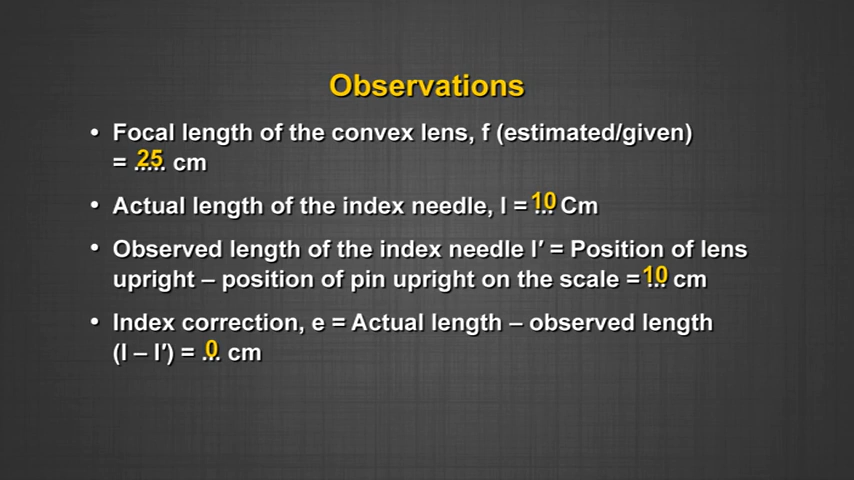 Observations
• Focal length of the convex lens, f (estimated/given)
= 25 cm
• Actual length of the index needle, l = 10 Cm
• Observed length of the index needle l′ = Position of lens
upright – position of pin upright on the scale = 10 cm
• Index correction, e = Actual length – observed length
(l – l′) = 0 cm